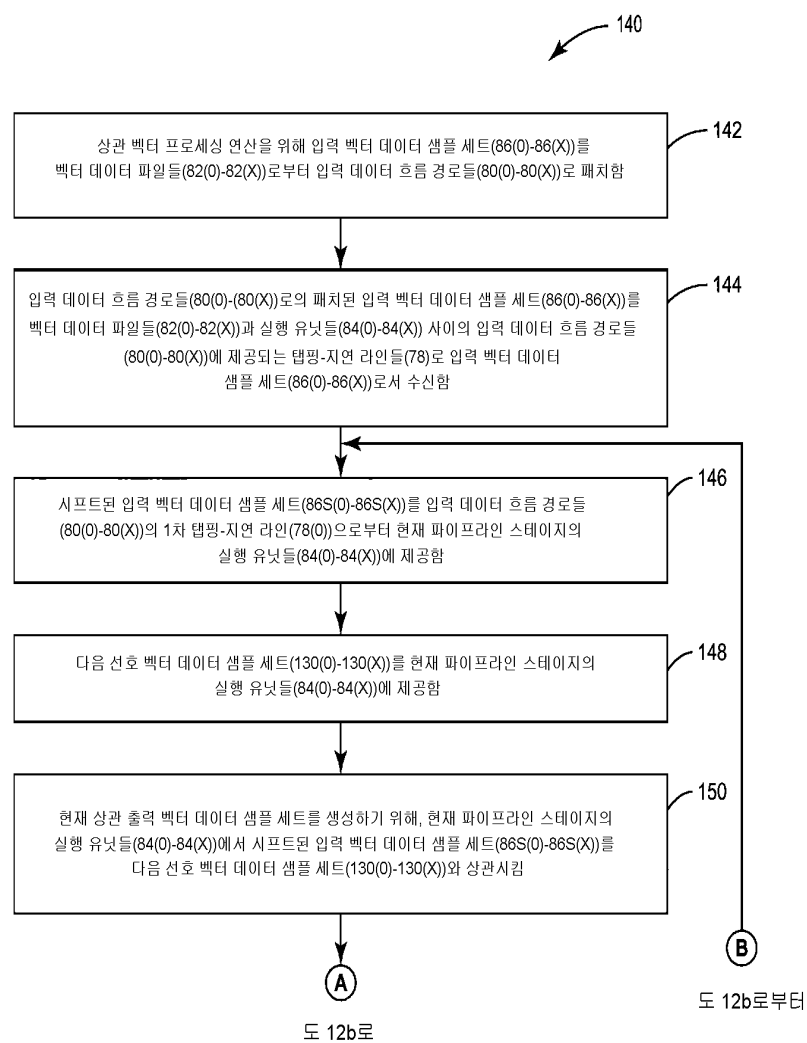 140
상관 벡터 프로세싱 연산을 위해 입력 벡터 데이터 샘플 세트(86(0)-86(X))를
벡터 데이터 파일들(82(0)-82(X))로부터 입력 데이터 흐름 경로들(80(0)-80(X))로 패치함
142
입력 데이터 흐름 경로들(80(0)-(80(X))로의 패치된 입력 벡터 데이터 샘플 세트(86(0)-86(X))를
벡터 데이터 파일들(82(0)-82(X))과 실행 유닛들(84(0)-84(X)) 사이의 입력 데이터 흐름 경로들
(80(0)-80(X))에 제공되는 탭핑-지연 라인들(78)로 입력 벡터 데이터
샘플 세트(86(0)-86(X))로서 수신함
144
시프트된 입력 벡터 데이터 샘플 세트(86S(0)-86S(X))를 입력 데이터 흐름 경로들
(80(0)-80(X))의 1차 탭핑-지연 라인(78(0))으로부터 현재 파이프라인 스테이지의
실행 유닛들(84(0)-84(X))에 제공함
146
다음 선호 벡터 데이터 샘플 세트(130(0)-130(X))를 현재 파이프라인 스테이지의
실행 유닛들(84(0)-84(X))에 제공함
148
현재 상관 출력 벡터 데이터 샘플 세트를 생성하기 위해, 현재 파이프라인 스테이지의
실행 유닛들(84(0)-84(X))에서 시프트된 입력 벡터 데이터 샘플 세트(86S(0)-86S(X))를
다음 선호 벡터 데이터 샘플 세트(130(0)-130(X))와 상관시킴
150
A
도 12b로
B
도 12b로부터